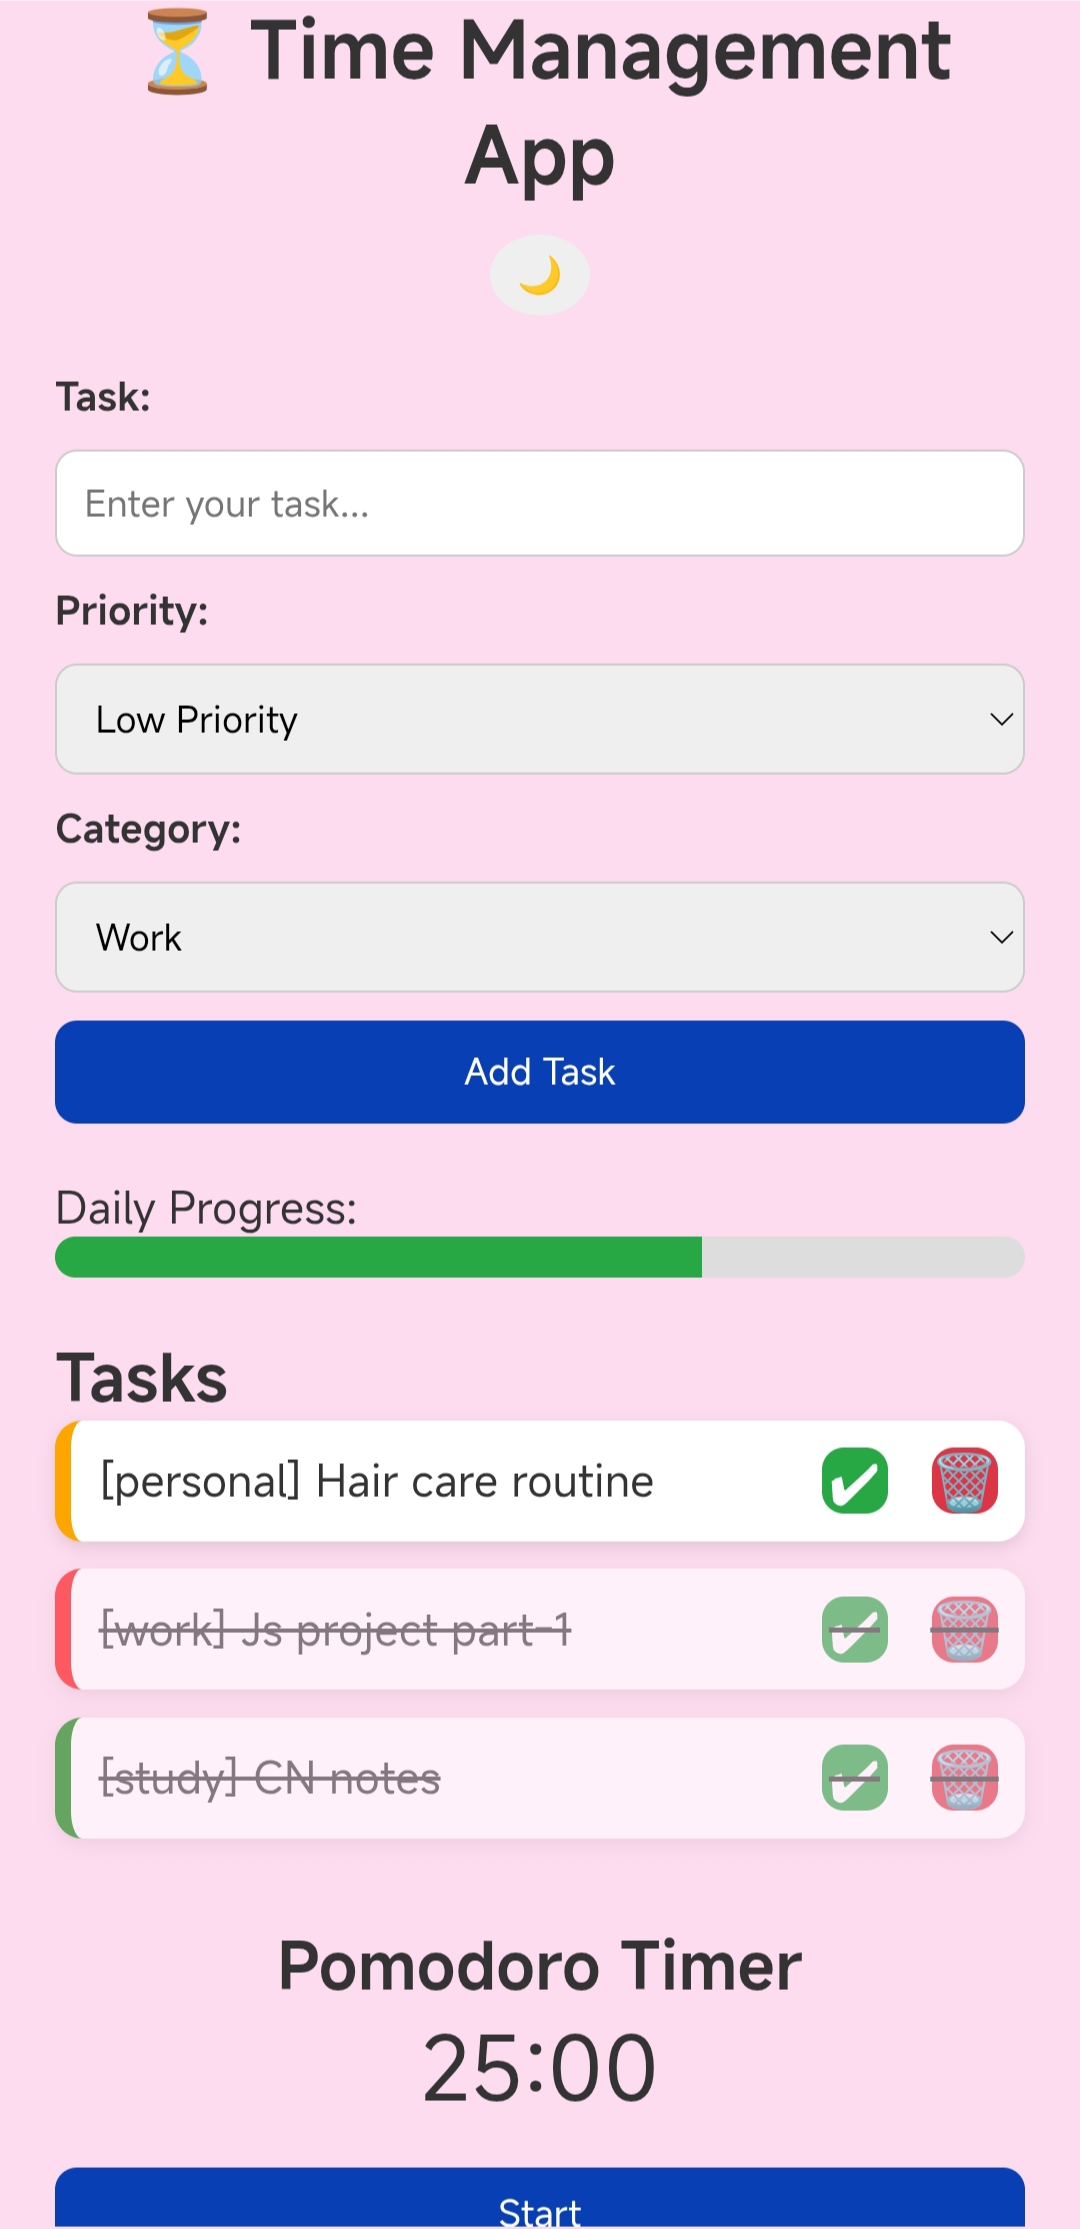 Time Management
App
Task:
Enter your task...
Priority:
Low Priority
Category:
Work
Add Task
Daily Progress:
Tasks
[personal] Hair care routine
[work] Js project part-1
[study] CN notes
Pomodoro Timer
25:00
Start